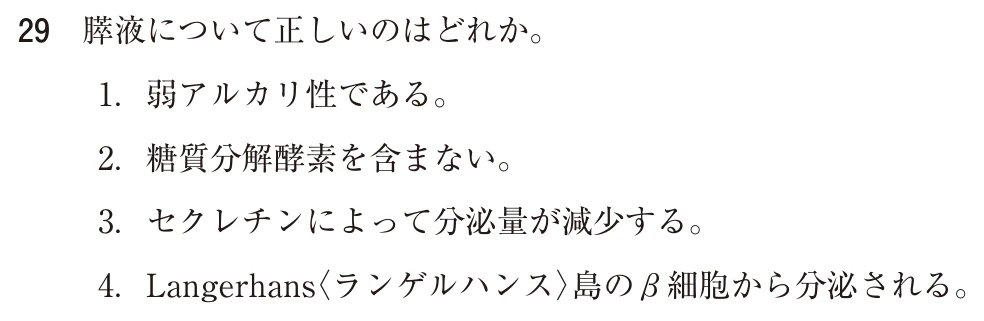 29 膵液について正しいのはどれか。
1. 弱アルカリ性である。
2. 糖質分解酵素を含まない。
3. セクレチンによって分泌量が減少する。
4. Langerhans〈ランゲルハンス〉島のβ細胞から分泌される。